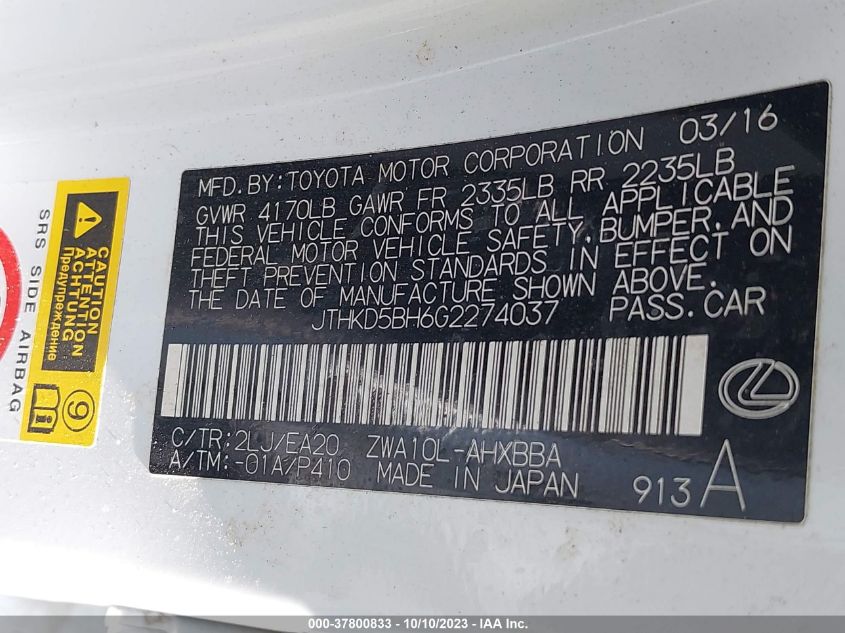 MFD. BY: TOYOTA MOTOR CORPORATION 03/16
GVWR 4170LB GAWR FR 2335LB RR 2235LB
THIS VEHICLE CONFORMS TO ALL APPLICABLE
FEDERAL MOTOR VEHICLE SAFETY, BUMPER, AND
THEFT PREVENTION STANDARDS IN EFFECT ON
THE DATE OF MANUFACTURE SHOWN ABOVE.
JTHKD5BH6G2274037 PASS.CAR
C/TR: 2LJ/EA20 ZWA10L-AHXBBA
A/TM:-01A/P410 MADE IN JAPAN 913 A
CAUTION
ATTENTION
ACHTUNG
Предупреждение
9
SRS SIDE AIRBAG
000-37800833 - 10/10/2023 - IAA Inc.